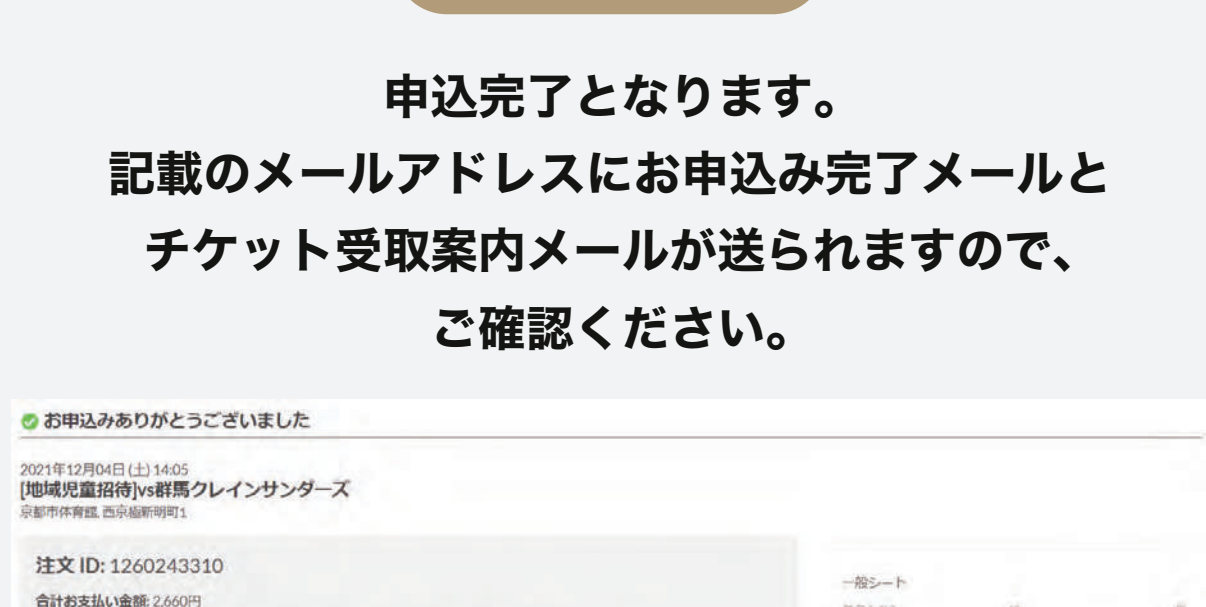 申込完了となります。
記載のメールアドレスにお申込み完了メールと
チケット受取案内メールが送られますので、
ご確認ください。
お申込みありがとうございました
2021年12月04日 (土) 14:05
[地域児童招待]vs群馬クレインサンダーズ
京都市体育館, 西京極新明町1
注文 ID: 1260243310
合計お支払い金額: 2,660円
一般シート